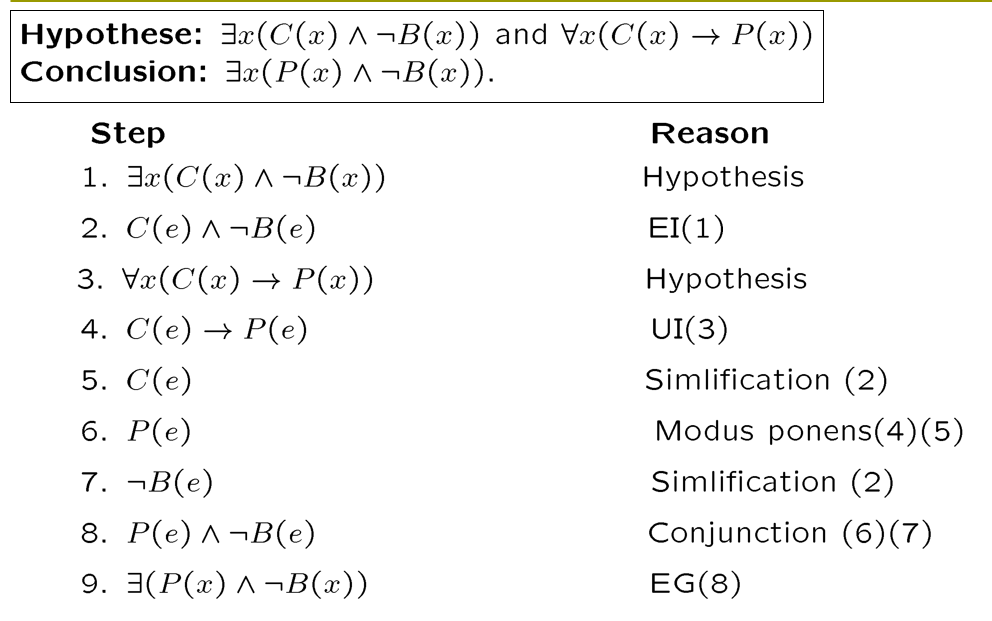 Hypothese: ∃x(C(x) ∧ ¬B(x)) and ∀x(C(x) → P(x))
Conclusion: ∃x(P(x) ∧ ¬B(x)).
Step Reason
1. ∃x(C(x) ∧ ¬B(x)) Hypothesis
2. C(e) ∧ ¬B(e) EI(1)
3. ∀x(C(x) → P(x)) Hypothesis
4. C(e) → P(e) UI(3)
5. C(e) Simlification (2)
6. P(e) Modus ponens(4)(5)
7. ¬B(e) Simlification (2)
8. P(e) ∧ ¬B(e) Conjunction (6)(7)
9. ∃(P(x) ∧ ¬B(x)) EG(8)